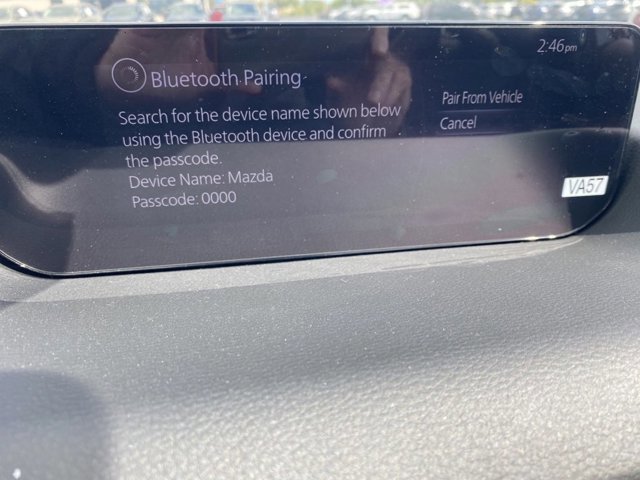 2:46pm
Bluetooth Pairing
Search for the device name shown below
using the Bluetooth device and confirm
the passcode.
Device Name: Mazda
Passcode: 0000
Pair From Vehicle
Cancel
VA57